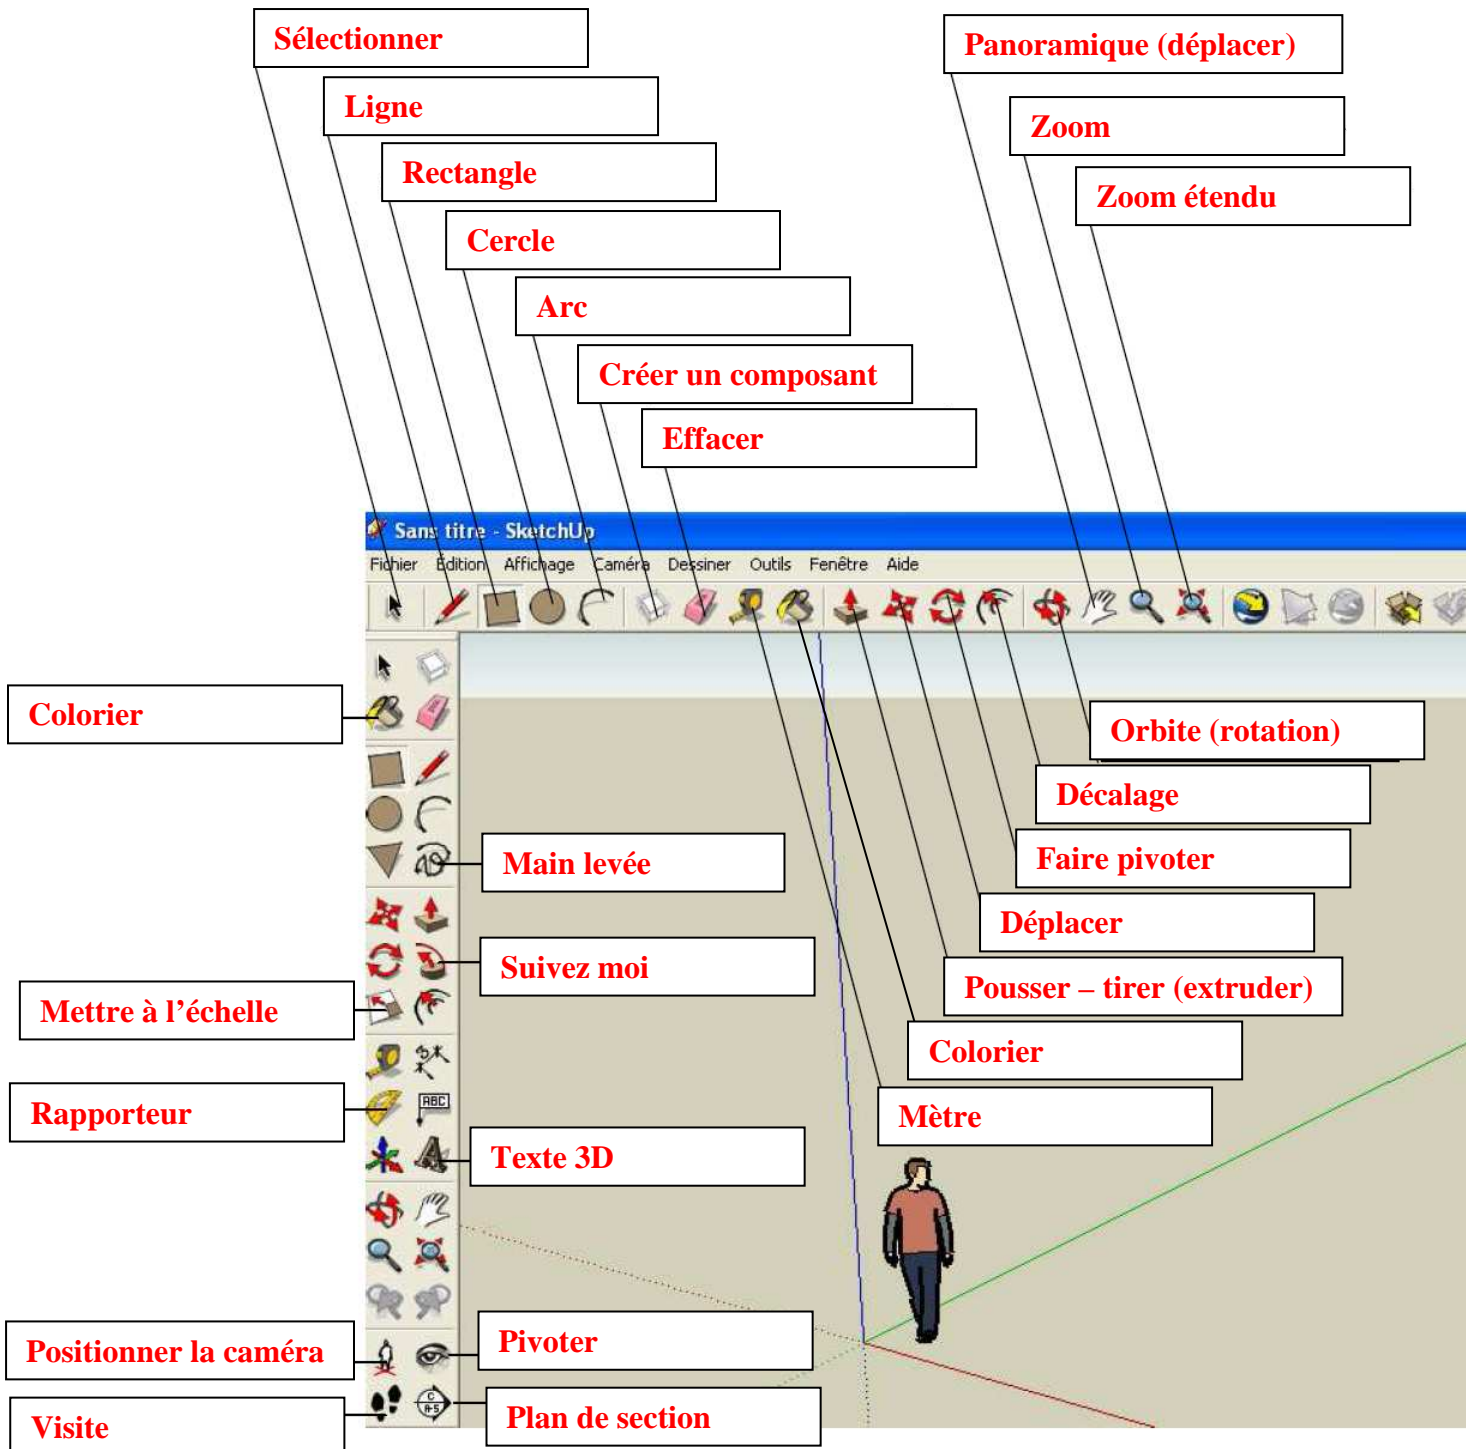 Sélectionner
Panoramique (déplacer)
Ligne
Zoom
Rectangle
Zoom étendu
Cercle
Arc
Créer un composant
Effacer
Sans titre - SketchUp
Fichier Édition Affichage Caméra Dessiner Outils Fenêtre Aide
Colorier
Orbite (rotation)
Décalage
Main levée
Faire pivoter
Déplacer
Suivez moi
Pousser – tirer (extruder)
Mettre à l’échelle
Colorier
ABC
Rapporteur
Mètre
Texte 3D
Positionner la caméra
Pivoter
C
A-5
Plan de section
Visite